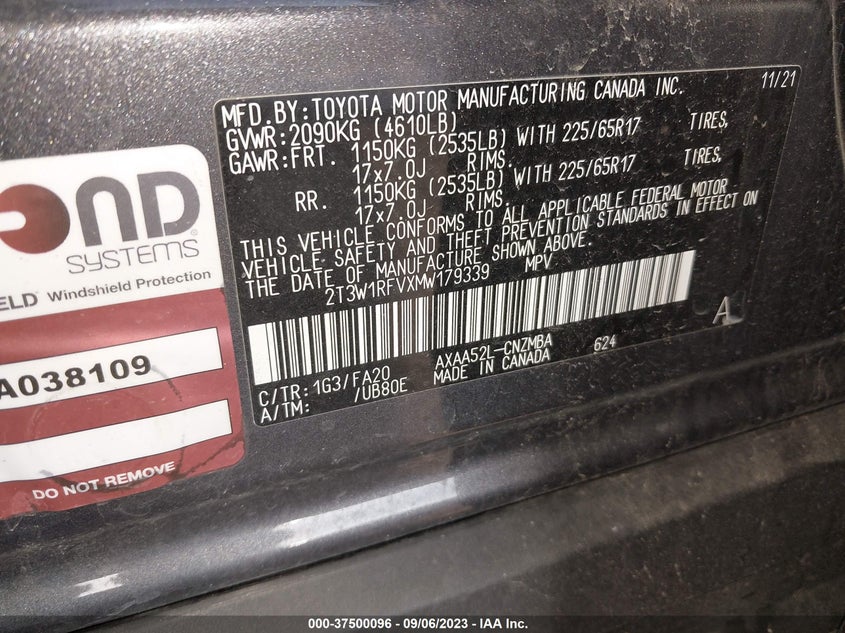 MFD.BY:TOYOTA MOTOR MANUFACTURING CANADA INC. 11/21
GVWR:2090KG (4610LB)
GAWR:FRT. 1150KG (2535LB) WITH 225/65R17 TIRES,
17x7.0J RIMS.
RR. 1150KG (2535LB) WITH 225/65R17 TIRES,
17x7.0J RIMS.
THIS VEHICLE CONFORMS TO ALL APPLICABLE FEDERAL MOTOR
VEHICLE SAFETY AND THEFT PREVENTION STANDARDS IN EFFECT ON
THE DATE OF MANUFACTURE SHOWN ABOVE.
2T3W1RFVXMW179339 MPV
A
C/TR: 1G3/FA20 AXAA52L-CNZMBA 624
A/TM: /UB80E MADE IN CANADA
OND
SYSTEMS®
IELD® Windshield Protection
A038109
DO NOT REMOVE
000-37500096 - 09/06/2023 - IAA Inc.